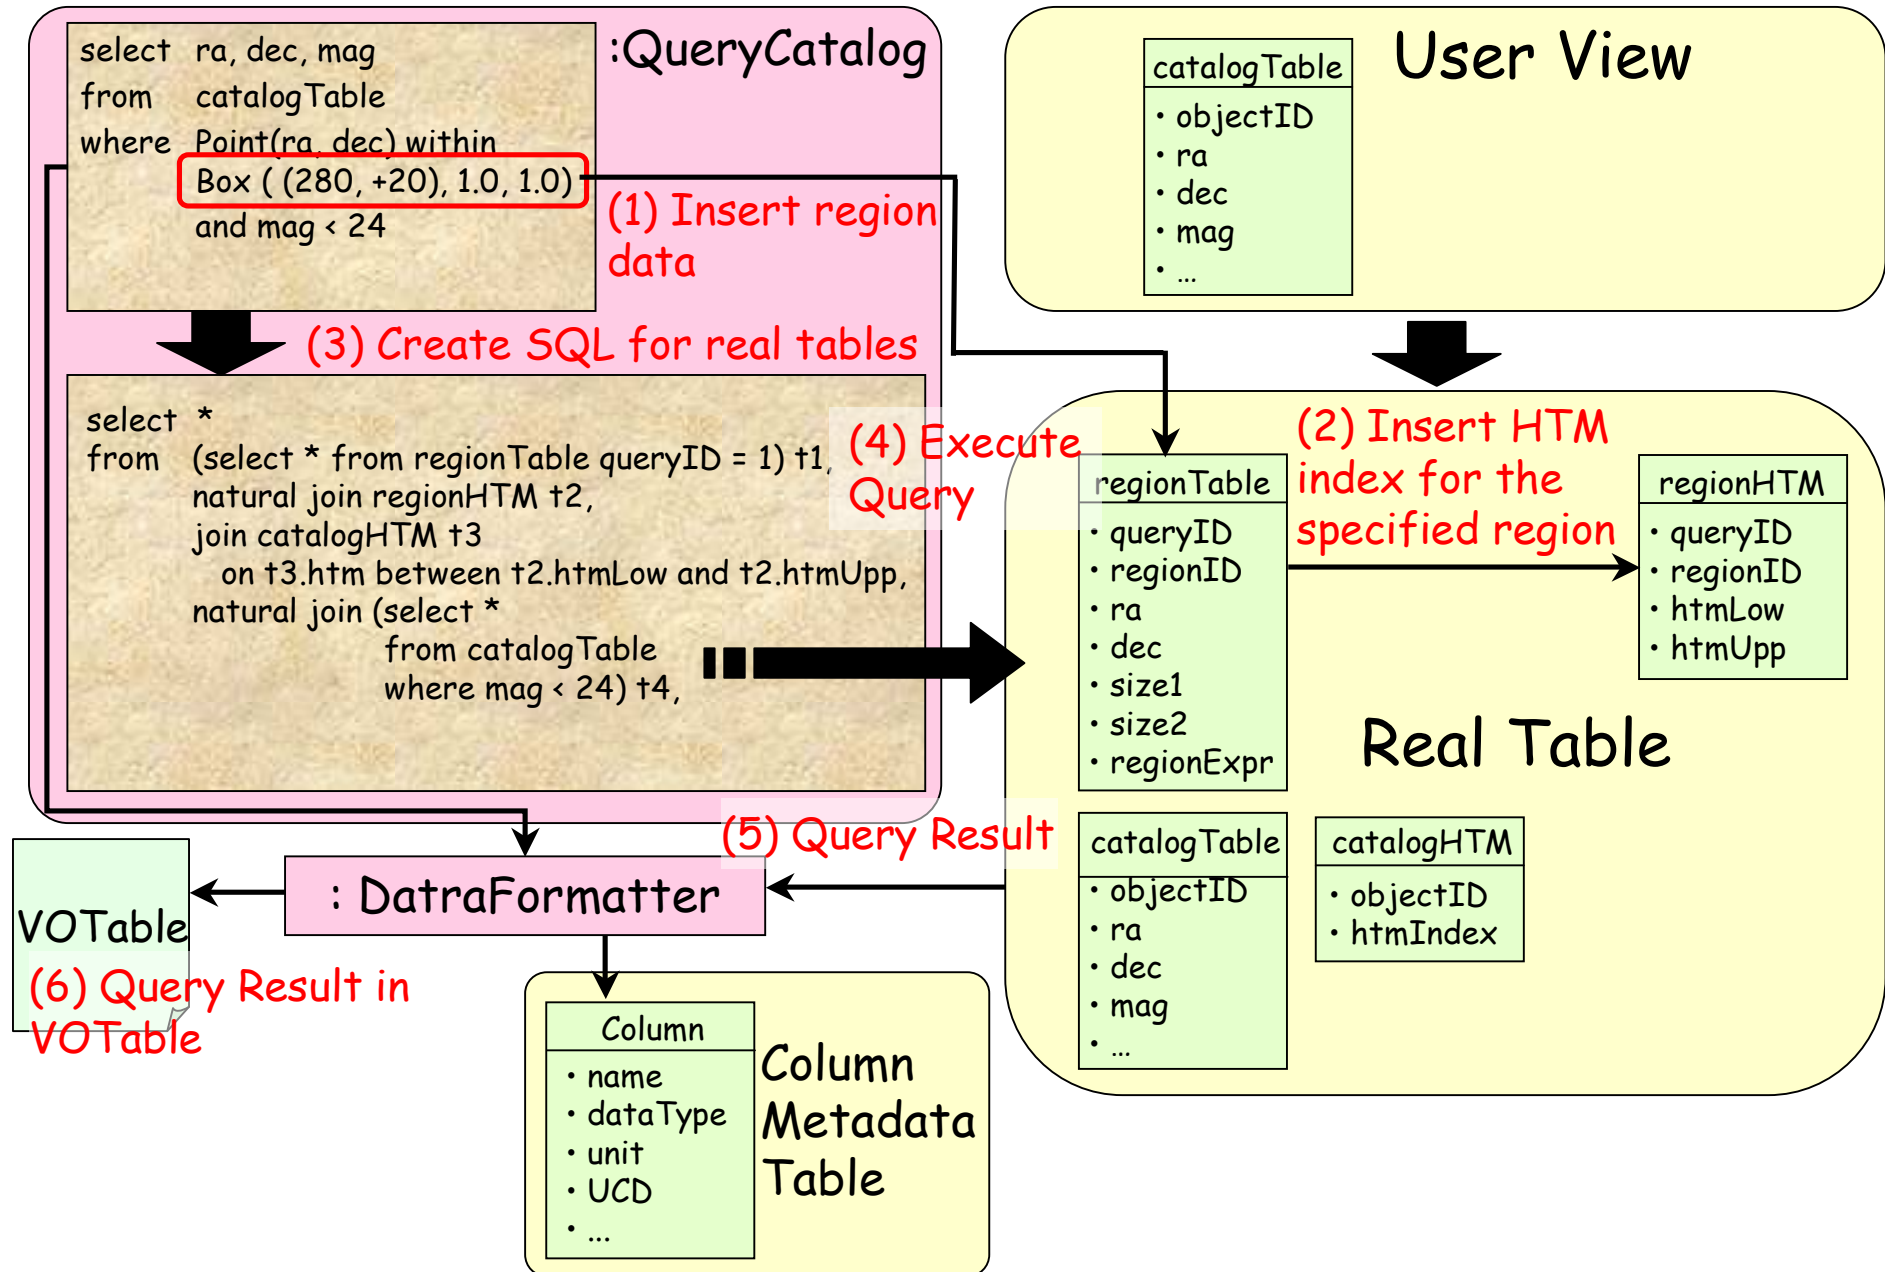 :QueryCatalog
select ra, dec, mag
from catalogTable
where Point(ra, dec) within
Box ( (280, +20), 1.0, 1.0)
and mag < 24
(1) Insert region
data
(3) Create SQL for real tables
select *
from (select * from regionTable queryID = 1) t1,
natural join regionHTM t2,
join catalogHTM t3
on t3.htm between t2.htmLow and t2.htmUpp,
natural join (select *
from catalogTable
where mag < 24) t4,
(4) Execute
Query
User View
catalogTable
・objectID
・ra
・dec
・mag
・...
(2) Insert HTM
index for the
specified region
regionTable
・queryID
・regionID
・ra
・dec
・size1
・size2
・regionExpr
regionHTM
・queryID
・regionID
・htmLow
・htmUpp
Real Table
catalogTable
・objectID
・ra
・dec
・mag
・...
catalogHTM
・objectID
・htmIndex
(5) Query Result
: DatraFormatter
VOTable
(6) Query Result in
VOTable
Column
・name
・dataType
・unit
・UCD
・...
Column
Metadata
Table